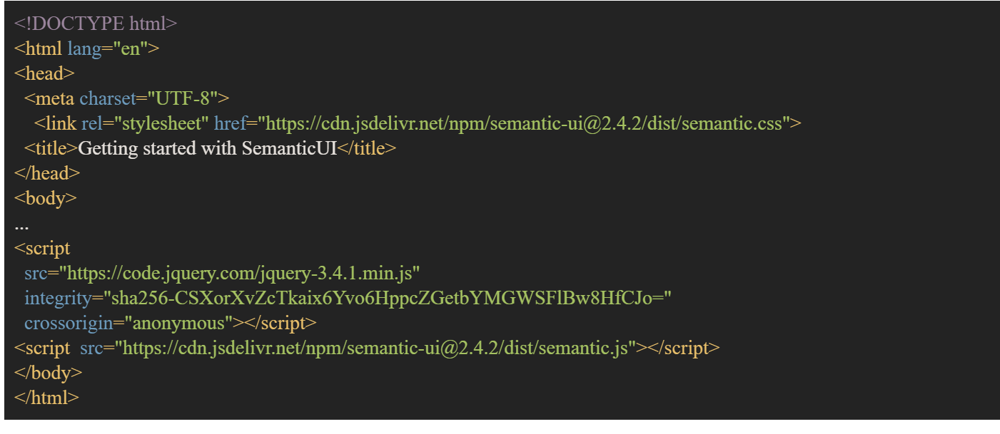 <!DOCTYPE html>
<html lang="en">
<head>
  <meta charset="UTF-8">
    <link rel="stylesheet" href="https://cdn.jsdelivr.net/npm/semantic-ui@2.4.2/dist/semantic.css">
  <title>Getting started with SemanticUI</title>
</head>
<body>
...
<script
  src="https://code.jquery.com/jquery-3.4.1.min.js"
  integrity="sha256-CSXorXvZcTkaix6Yvo6HppcZGetbYMGWSFlBw8HfCJo="
  crossorigin="anonymous"></script>
<script  src="https://cdn.jsdelivr.net/npm/semantic-ui@2.4.2/dist/semantic.js"></script>
</body>
</html>